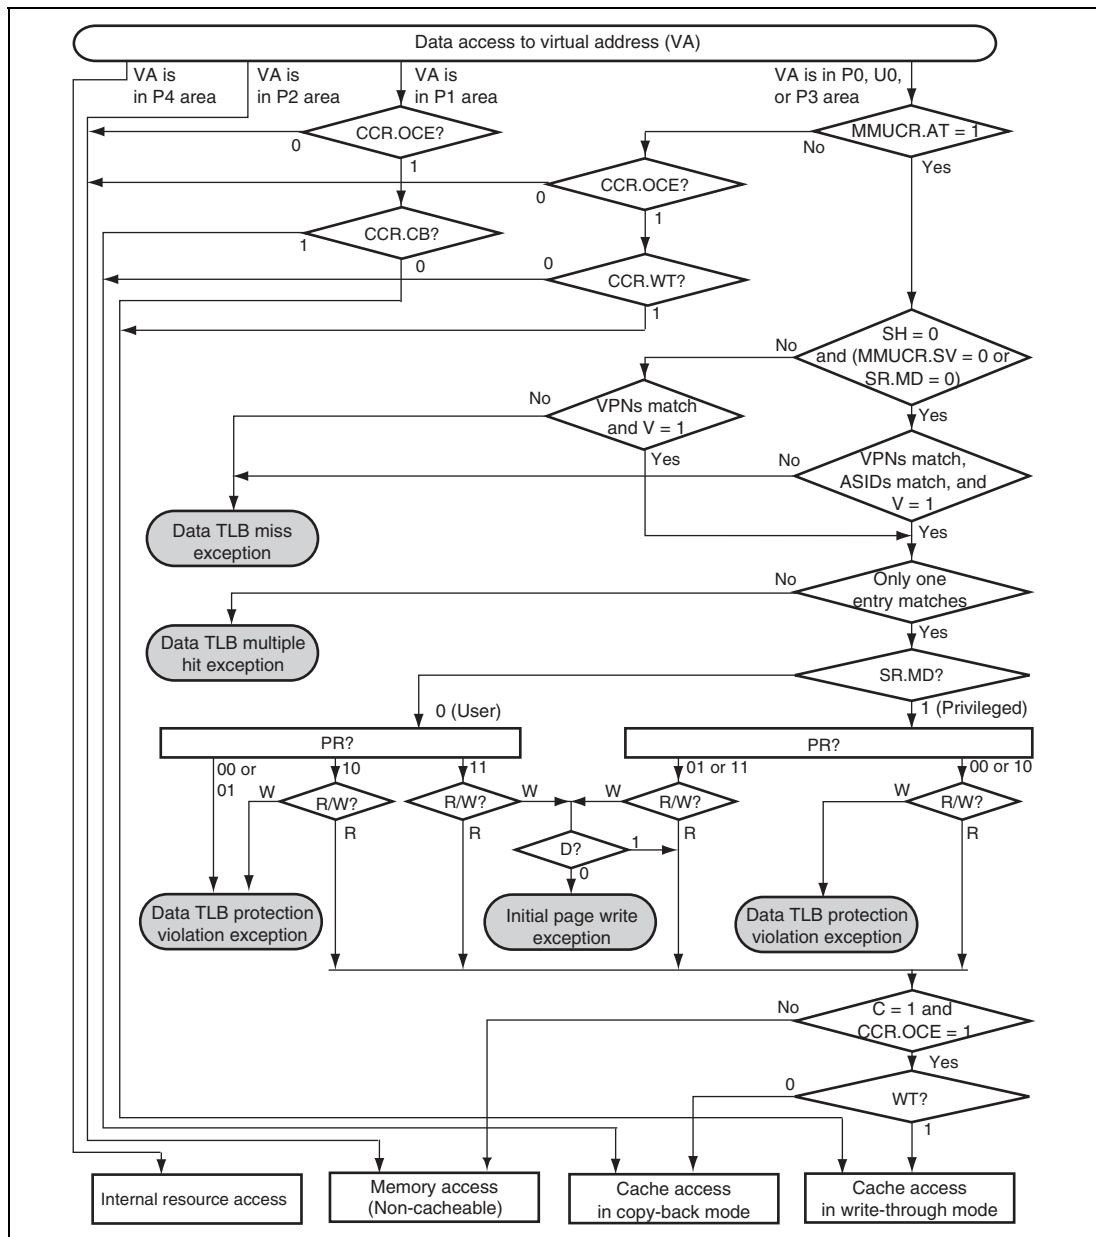 Data access to virtual address (VA)
VA is
in P4 area
VA is
in P2 area
VA is
in P1 area
VA is in P0, U0,
or P3 area
CCR.OCE?
0
1
MMUCR.AT = 1
No
Yes
CCR.OCE?
0
1
CCR.CB?
1
0
CCR.WT?
0
1
SH = 0
and (MMUCR.SV = 0 or
SR.MD = 0)
No
Yes
VPNs match
and V = 1
No
Yes
VPNs match,
ASIDs match, and
V = 1
No
Yes
Data TLB miss
exception
Only one
entry matches
No
Yes
Data TLB multiple
hit exception
SR.MD?
0 (User)
1 (Privileged)
PR?
PR?
00 or
01
10
11
01 or 11
00 or 10
R/W?
W
R
R/W?
W
R
R/W?
W
R
R/W?
W
R
D?
1
0
Data TLB protection
violation exception
Initial page write
exception
Data TLB protection
violation exception
C = 1 and
CCR.OCE = 1
No
Yes
WT?
0
1
Internal resource access
Memory access
(Non-cacheable)
Cache access
in copy-back mode
Cache access
in write-through mode